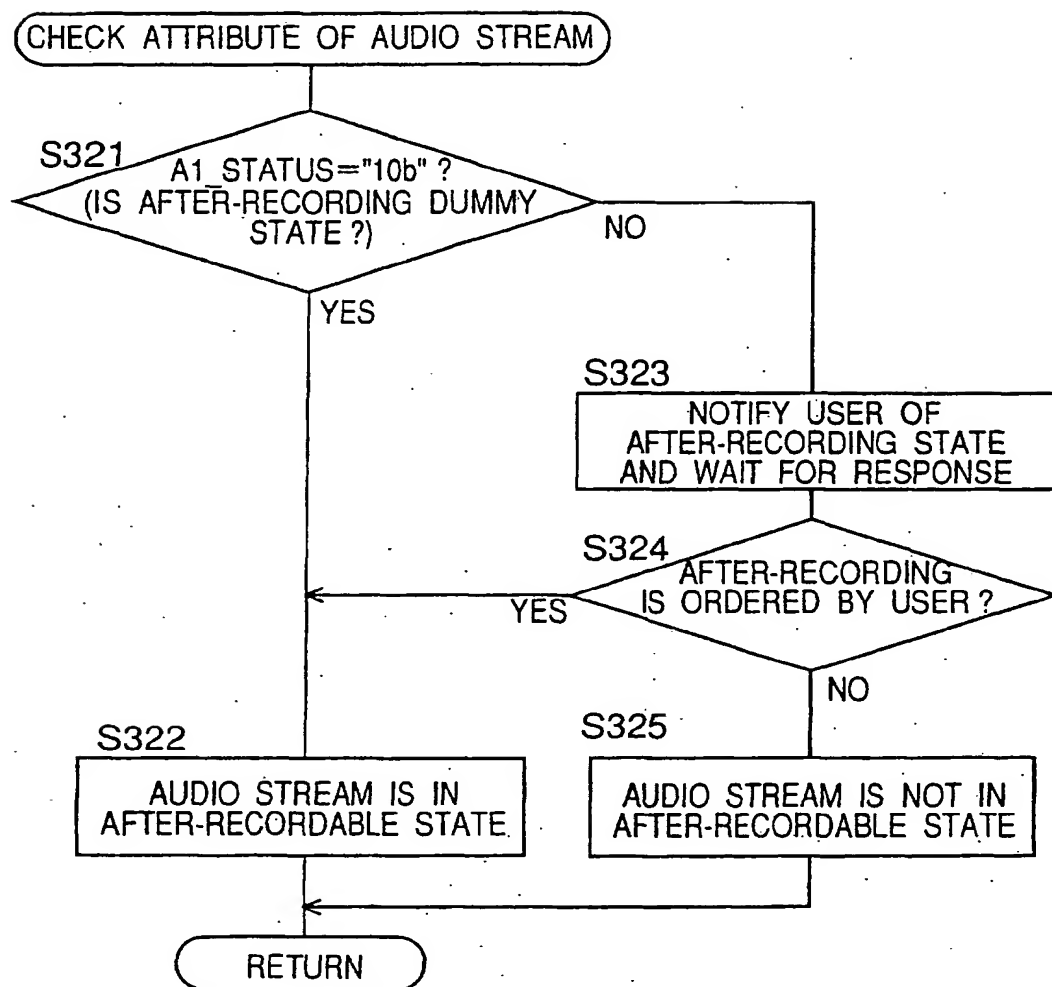 CHECK ATTRIBUTE OF AUDIO STREAM
S321
A1_STATUS="10b" ?
(IS AFTER-RECORDING DUMMY
STATE ?)
NO
YES
S323
NOTIFY USER OF
AFTER-RECORDING STATE
AND WAIT FOR RESPONSE
S324
AFTER-RECORDING
IS ORDERED BY USER ?
YES
NO
S322
AUDIO STREAM IS IN
AFTER-RECORDABLE STATE
S325
AUDIO STREAM IS NOT IN
AFTER-RECORDABLE STATE
RETURN